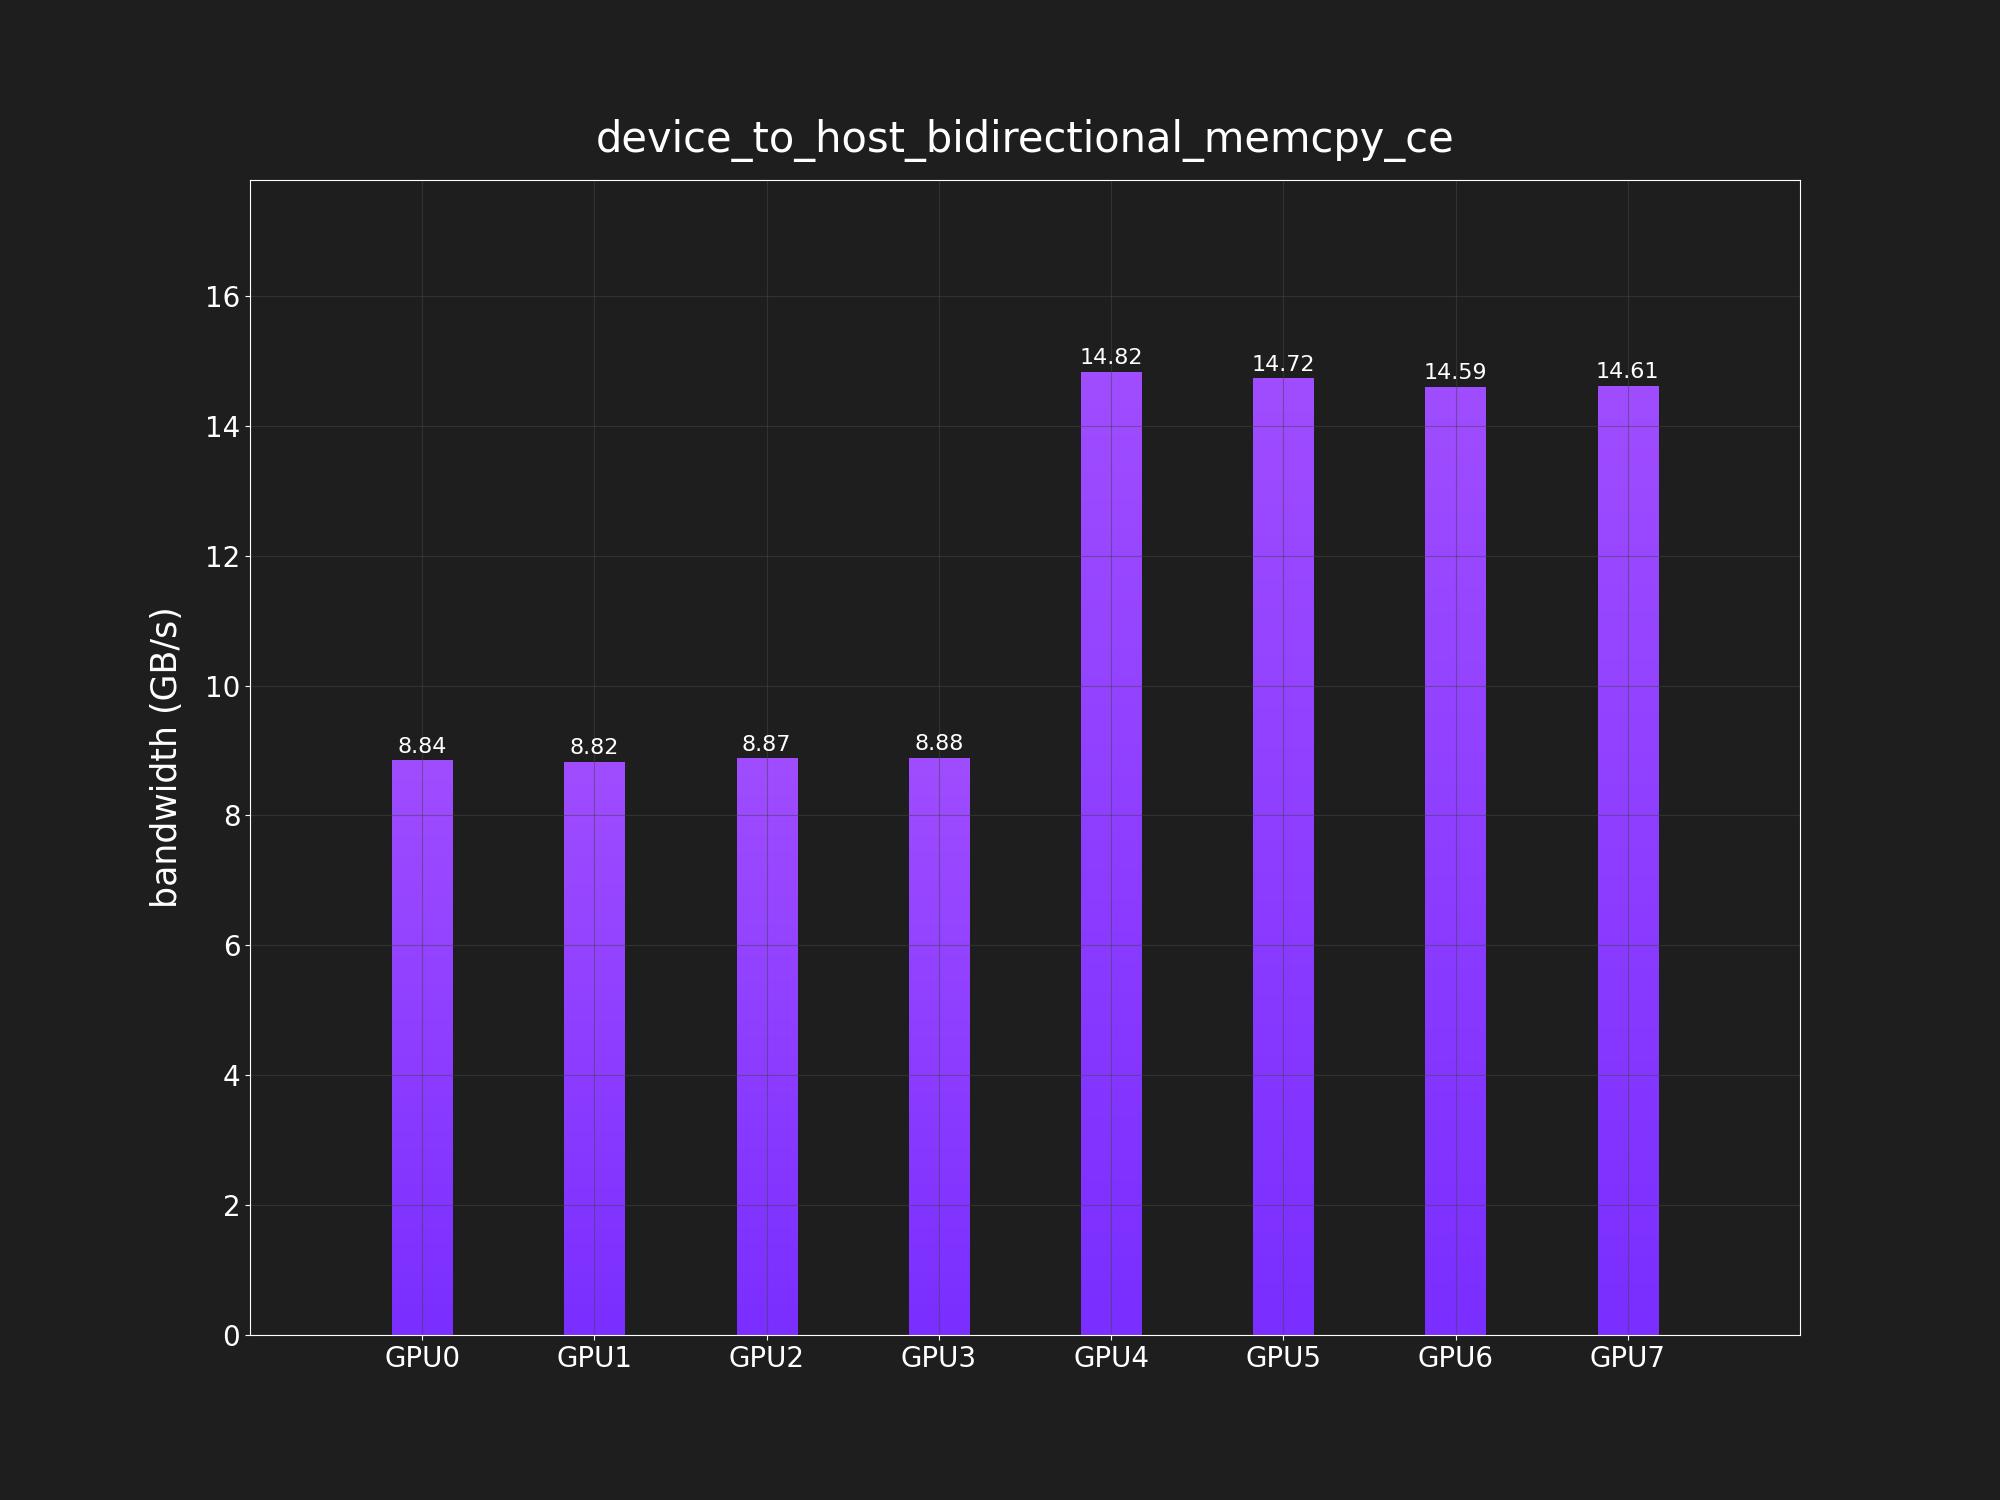 device_to_host_bidirectional_memcpy_ce
bandwidth (GB/s)
16
14
12
10
8
6
4
2
0
8.84
8.82
8.87
8.88
14.82
14.72
14.59
14.61
GPU0
GPU1
GPU2
GPU3
GPU4
GPU5
GPU6
GPU7